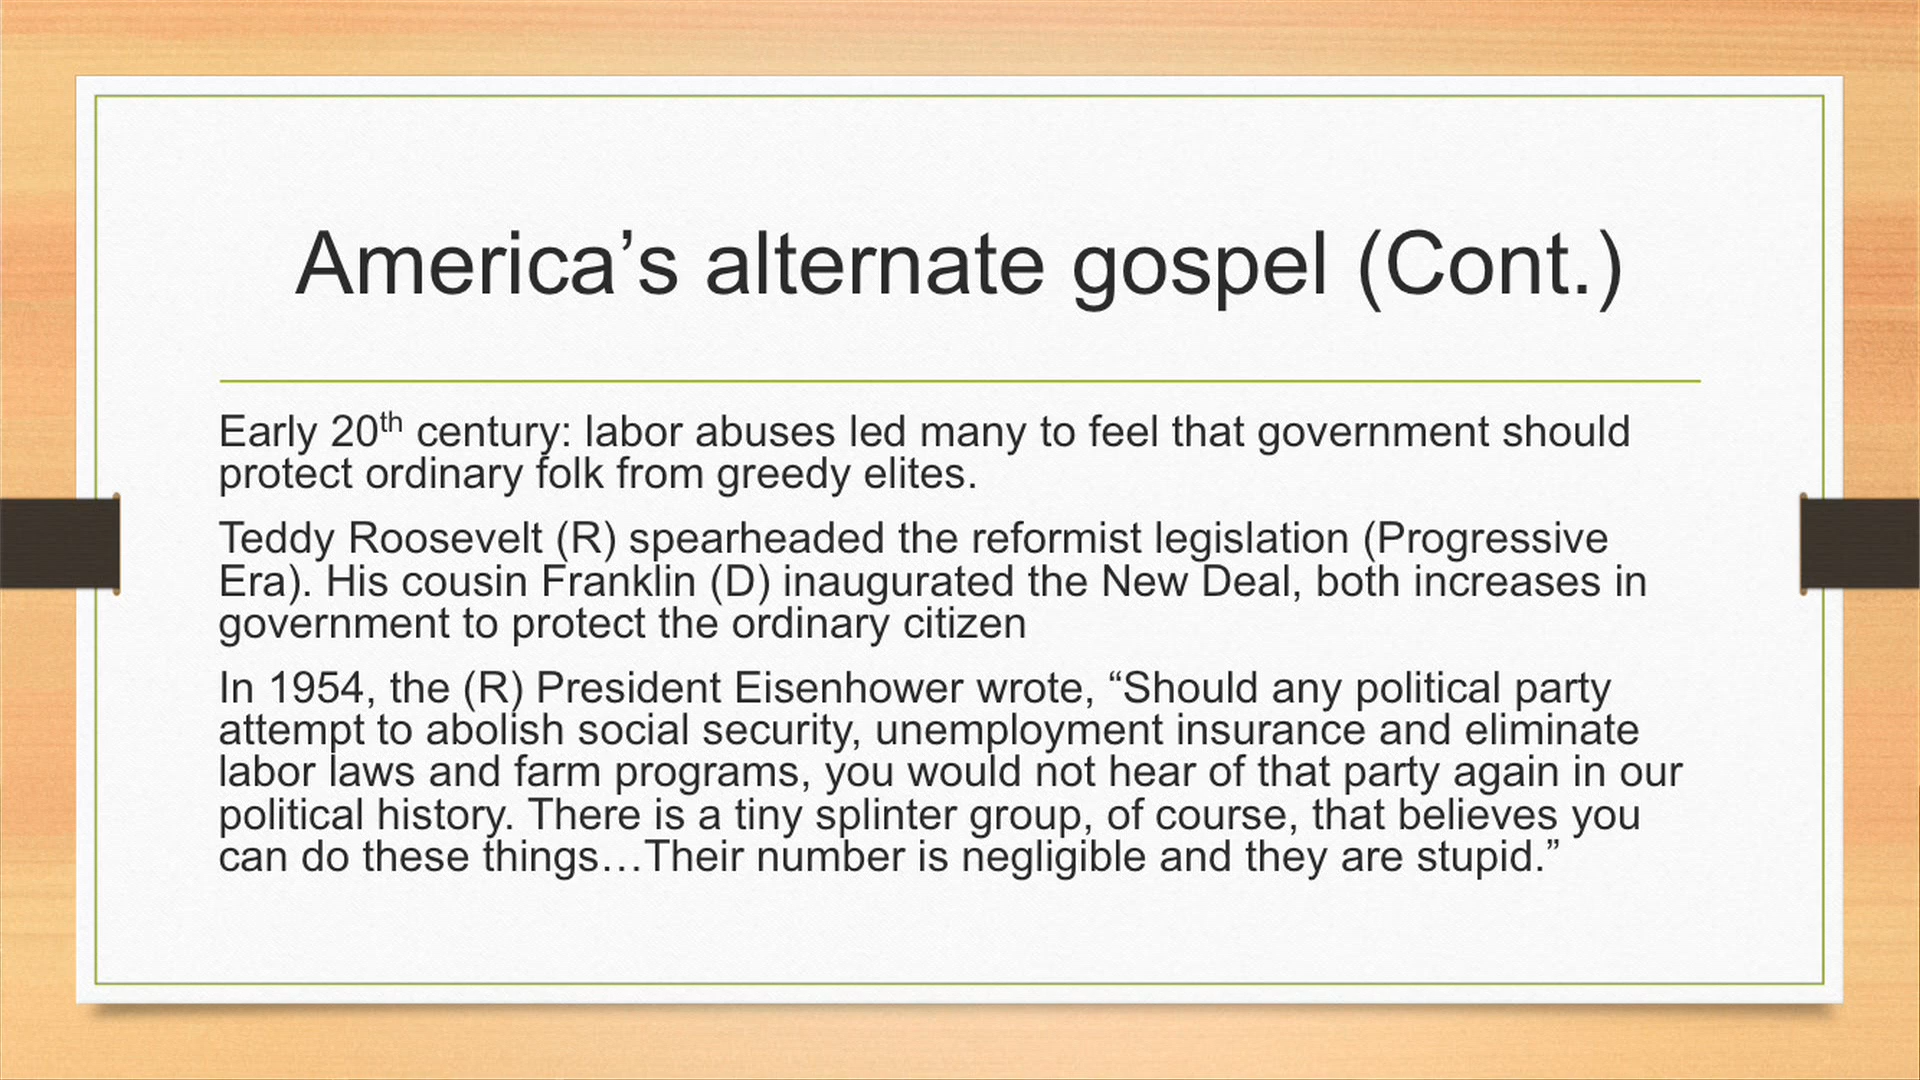 America’s alternate gospel (Cont.)
Early 20th century: labor abuses led many to feel that government should
protect ordinary folk from greedy elites.
Teddy Roosevelt (R) spearheaded the reformist legislation (Progressive
Era). His cousin Franklin (D) inaugurated the New Deal, both increases in
government to protect the ordinary citizen
In 1954, the (R) President Eisenhower wrote, “Should any political party
attempt to abolish social security, unemployment insurance and eliminate
labor laws and farm programs, you would not hear of that party again in our
political history. There is a tiny splinter group, of course, that believes you
can do these things…Their number is negligible and they are stupid.”